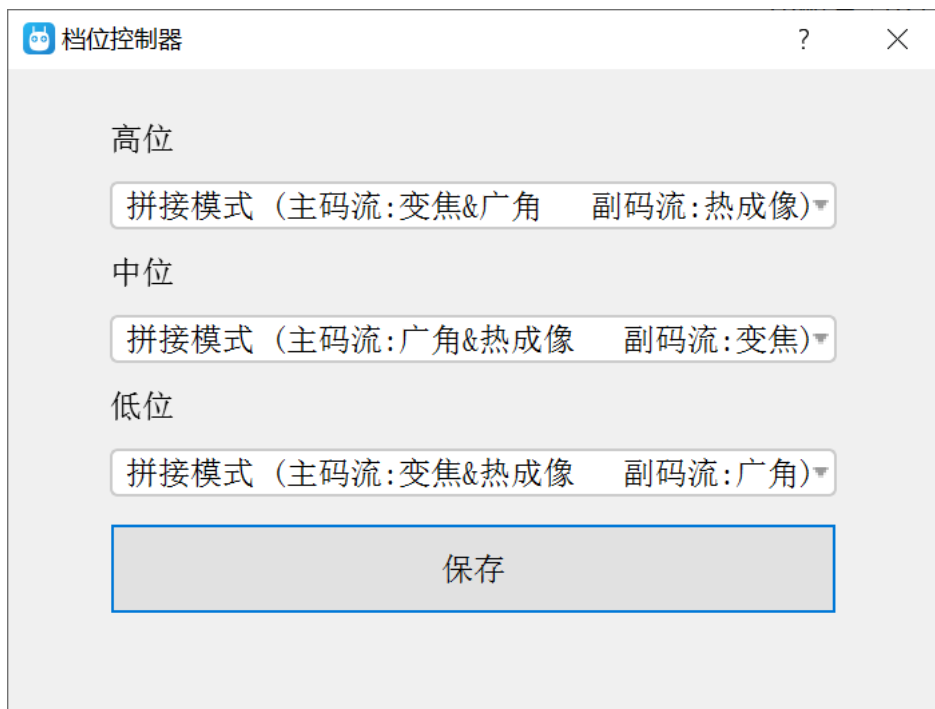 档位控制器 ?
高位
拼接模式 (主码流:变焦&广角 副码流:热成像)
中位
拼接模式 (主码流:广角&热成像 副码流:变焦)
低位
拼接模式 (主码流:变焦&热成像 副码流:广角)
保存